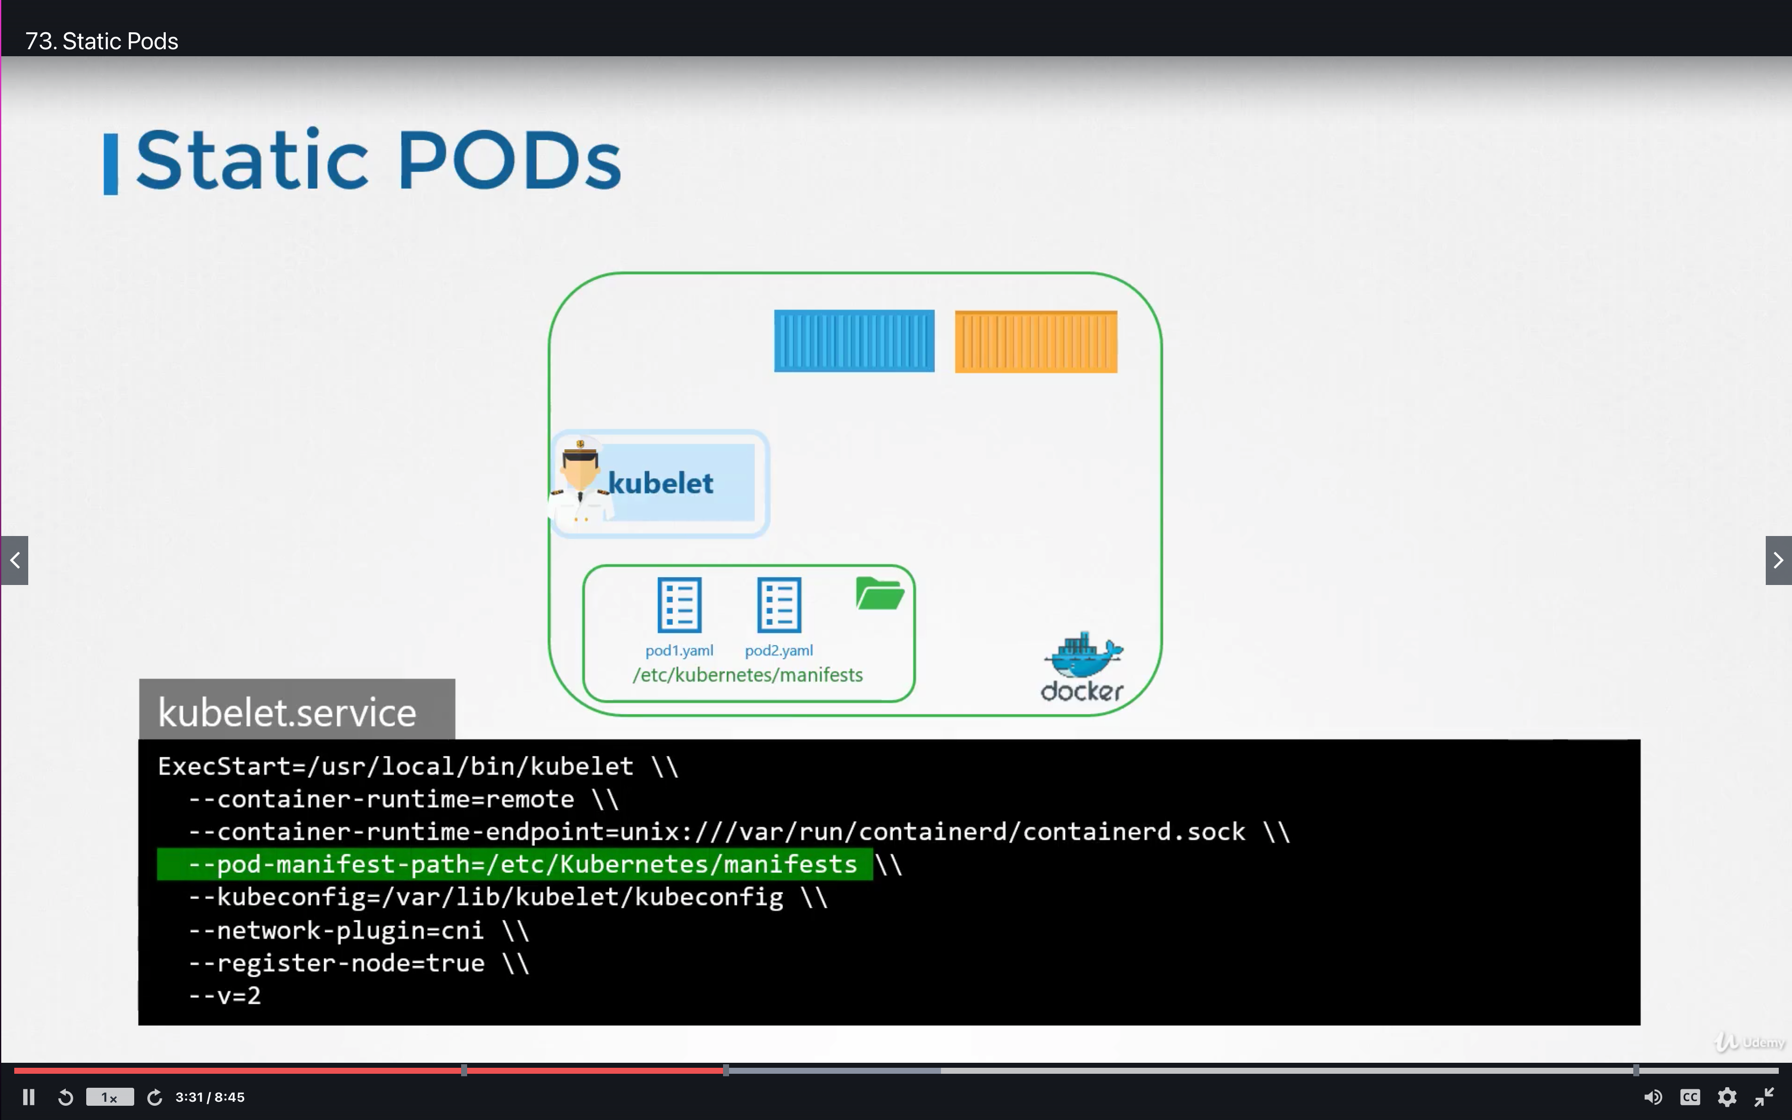 73. Static Pods
Static PODs
kubelet
pod1.yaml pod2.yaml
/etc/kubernetes/manifests
docker
kubelet.service
ExecStart=/usr/local/bin/kubelet \\
--container-runtime=remote \\
--container-runtime-endpoint=unix:///var/run/containerd/containerd.sock \\
--pod-manifest-path=/etc/Kubernetes/manifests \\
--kubeconfig=/var/lib/kubelet/kubeconfig \\
--network-plugin=cni \\
--register-node=true \\
--v=2
Udemy
1x 3:31 / 8:45 CC